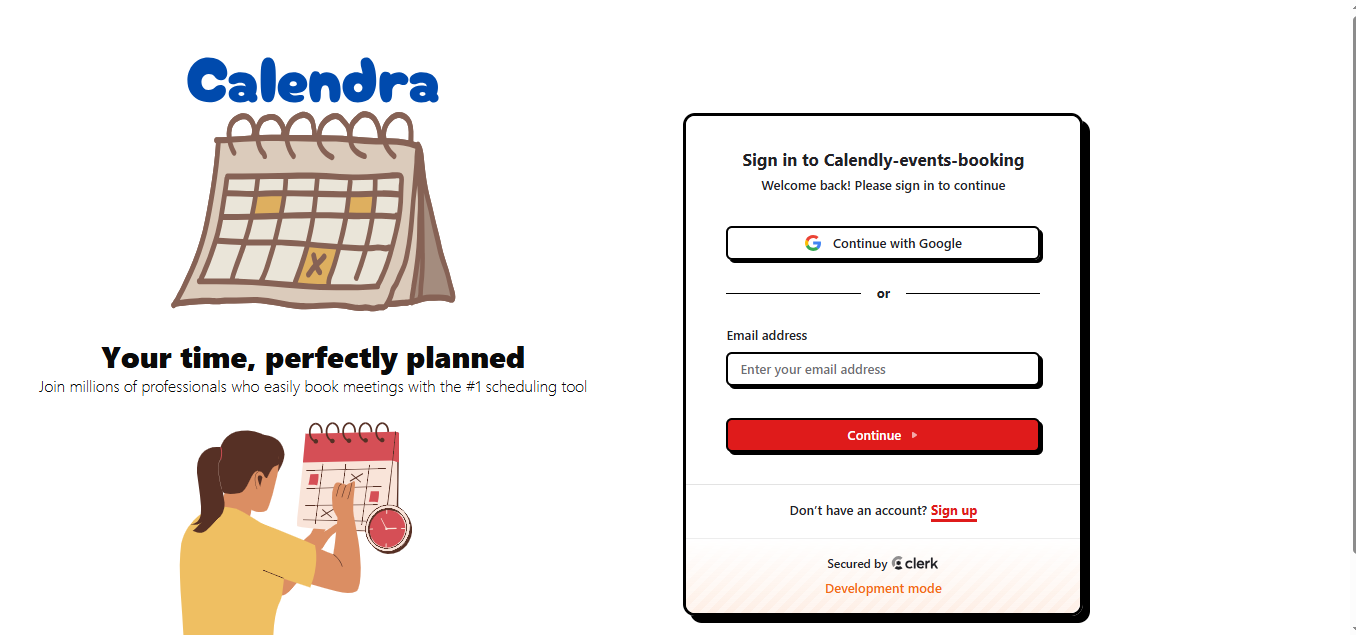 Calendra
Your time, perfectly planned
Join millions of professionals who easily book meetings with the #1 scheduling tool
Sign in to Calendly-events-booking
Welcome back! Please sign in to continue
Continue with Google
or
Email address
Enter your email address
Continue
Don’t have an account? Sign up
Secured by clerk
Development mode